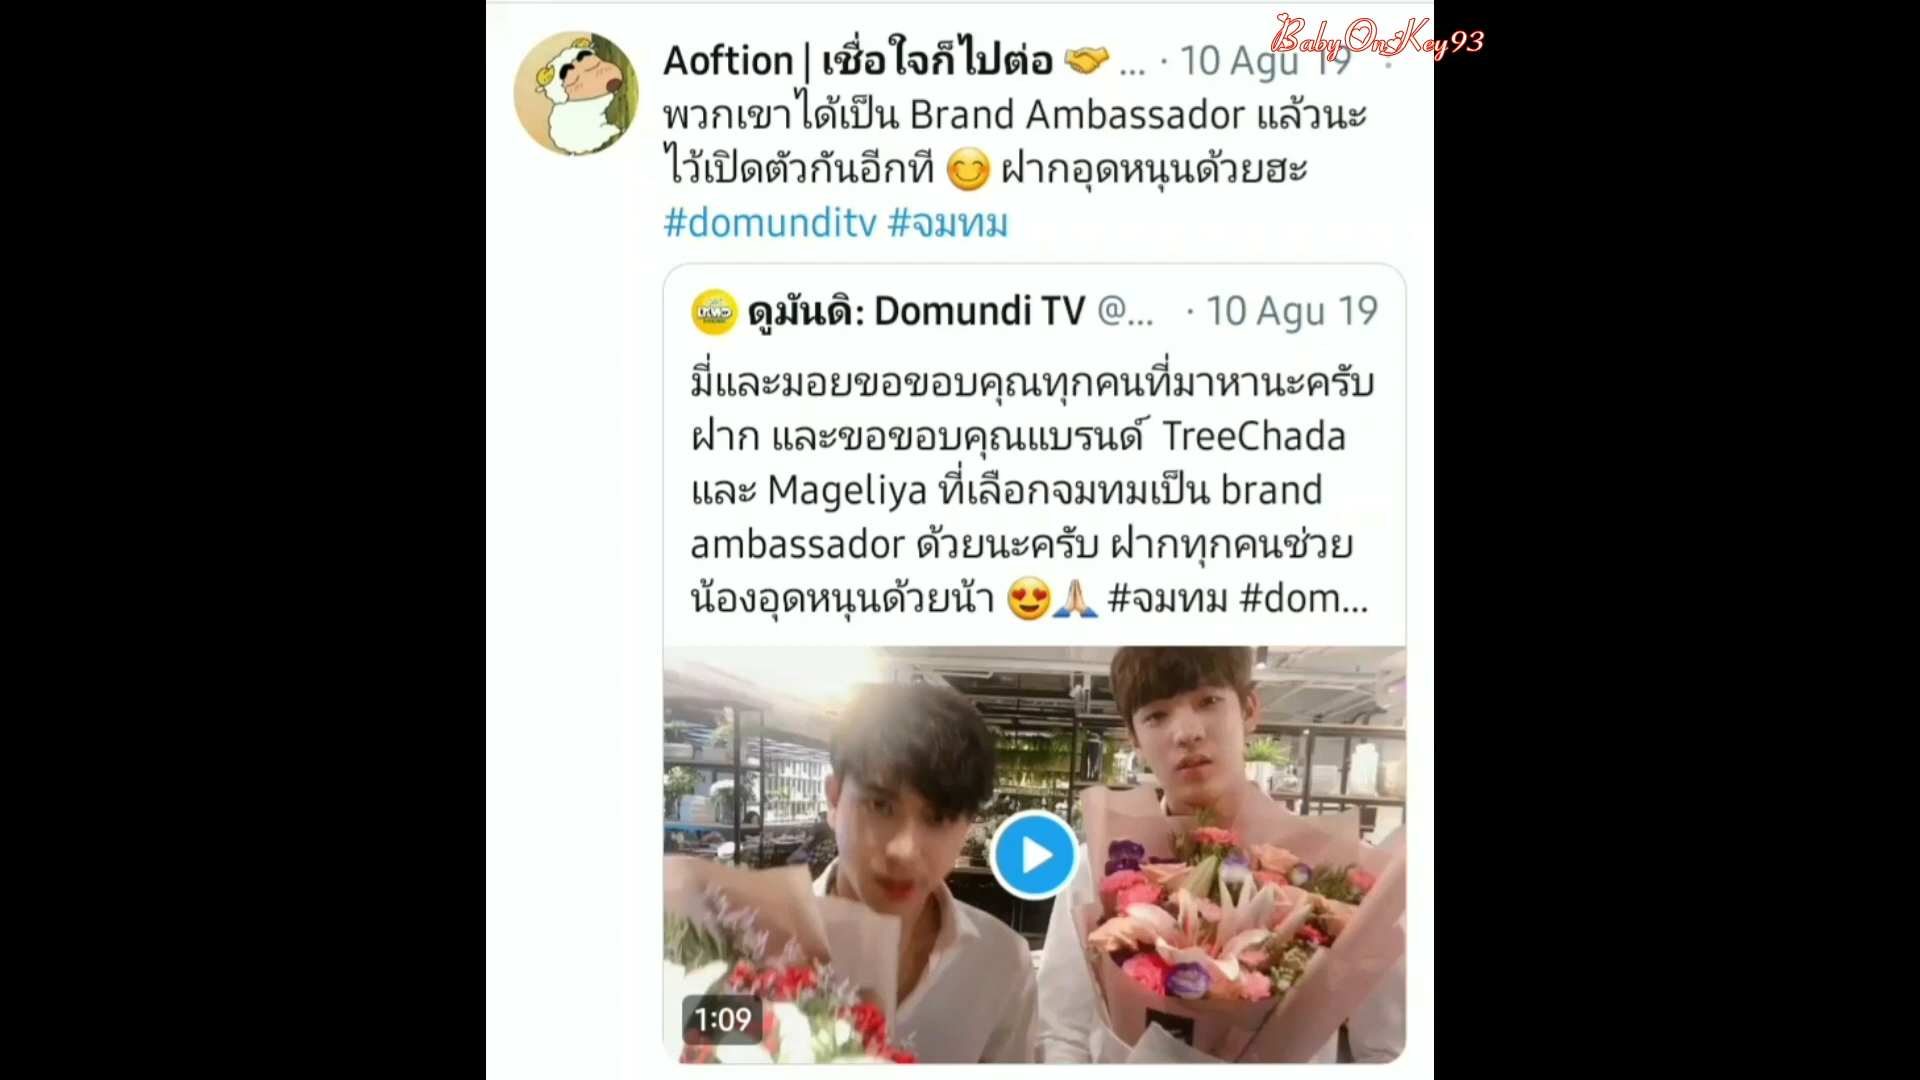 BabyOnKey93
Aoftion | เชื่อใจก็ไปต่อ 🤝 ... · 10 Agu 19
พวกเขาได้เป็น Brand Ambassador แล้วนะ
ไว้เปิดตัวกันอีกที 😊 ฝากอุดหนุนด้วยฮะ
#domunditv #จมทม
ดูมันดิ: Domundi TV @... · 10 Agu 19
มี่และมอยขอขอบคุณทุกคนที่มาหานะครับ
ฝาก และขอขอบคุณแบรนด์ TreeChada
และ Mageliya ที่เลือกจมทมเป็น brand
ambassador ด้วยนะครับ ฝากทุกคนช่วย
น้องอุดหนุนด้วยน้า 😍🙏🏻 #จมทม #dom...
1:09